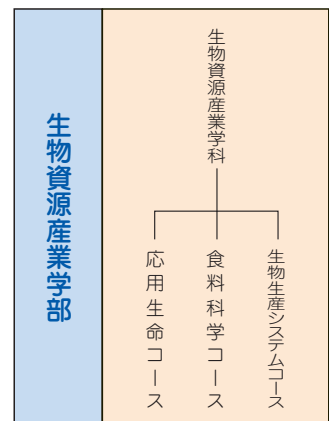 生物資源産業学部
生物資源産業学科
応用生命コース
食料科学コース
生物生産システムコース